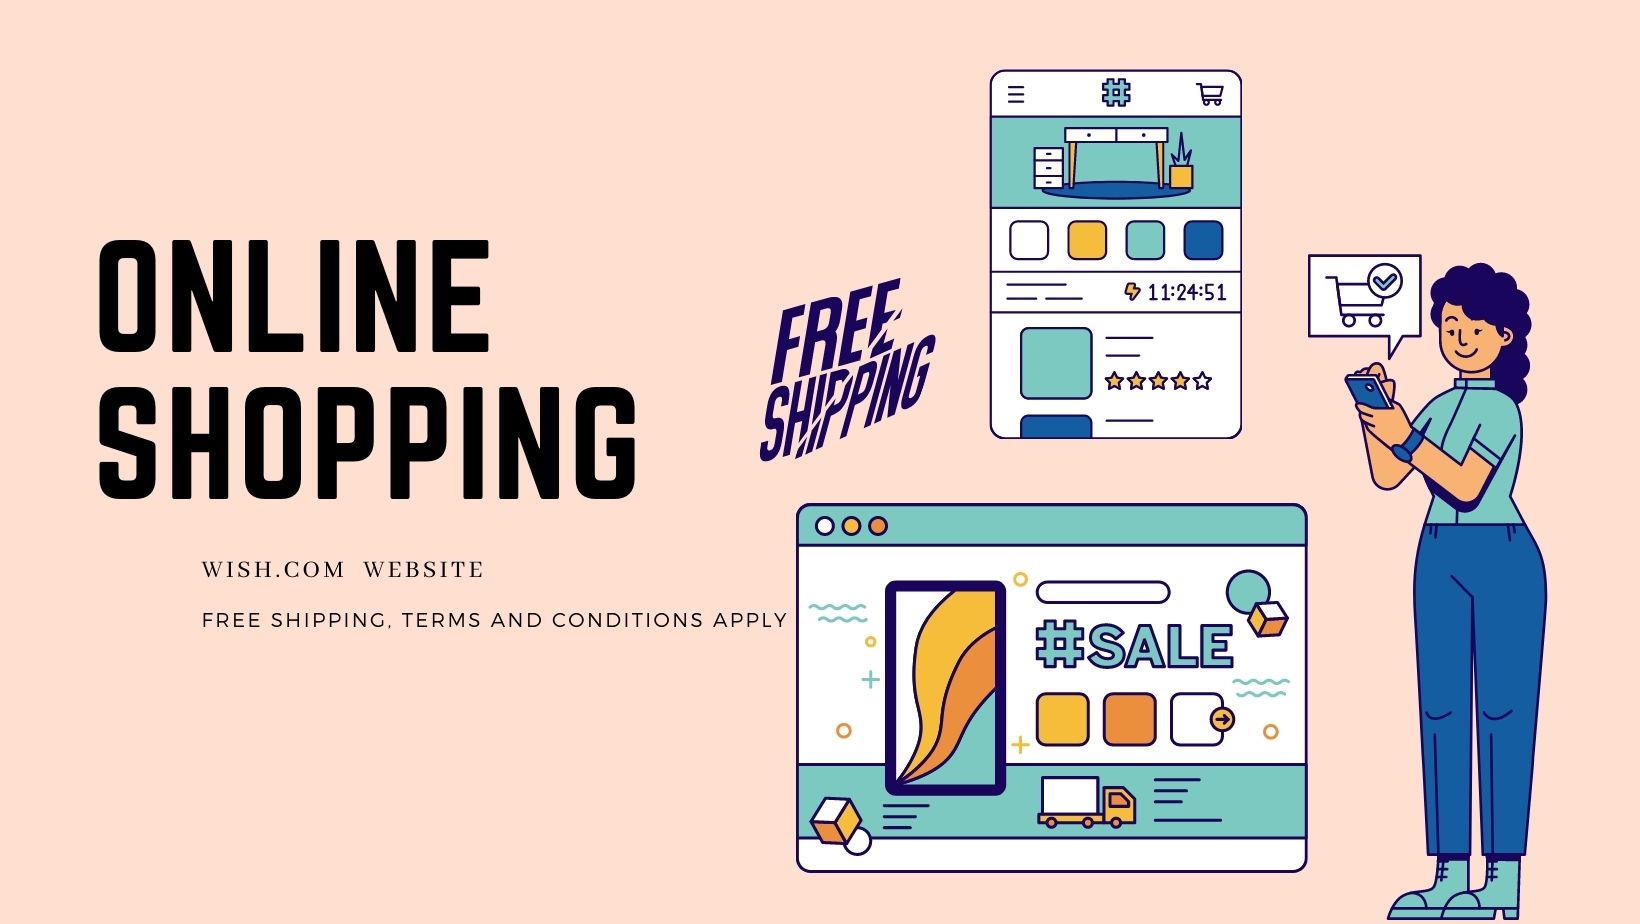 ONLINE
SHOPPING
WISH.COM WEBSITE
FREE SHIPPING, TERMS AND CONDITIONS APPLY
FREE
SHIPPING
#
11:24:51
#SALE